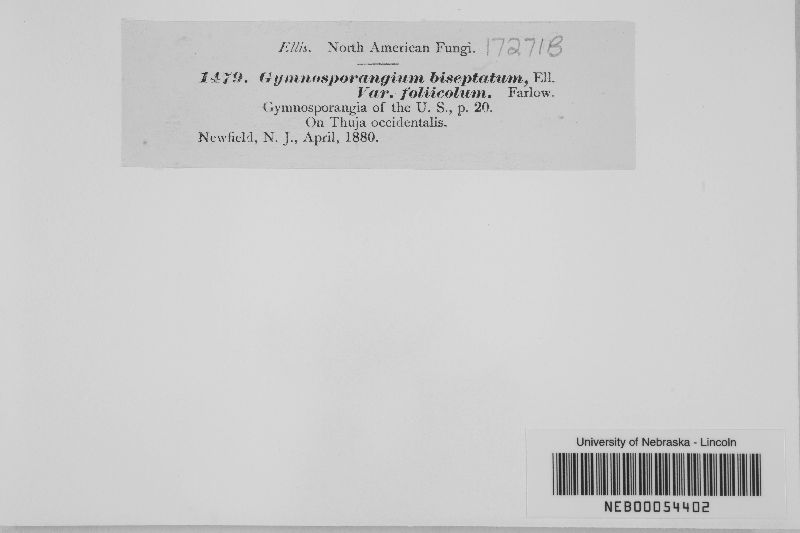 Ellis. North American Fungi. 17271B
1479. Gymnosporangium biseptatum, Ell.
Var. foliicolum. Farlow.
Gymnosporangia of the U. S., p. 20.
On Thuja occidentalis.
Newfield, N. J., April, 1880.
University of Nebraska - Lincoln
NEB00054402